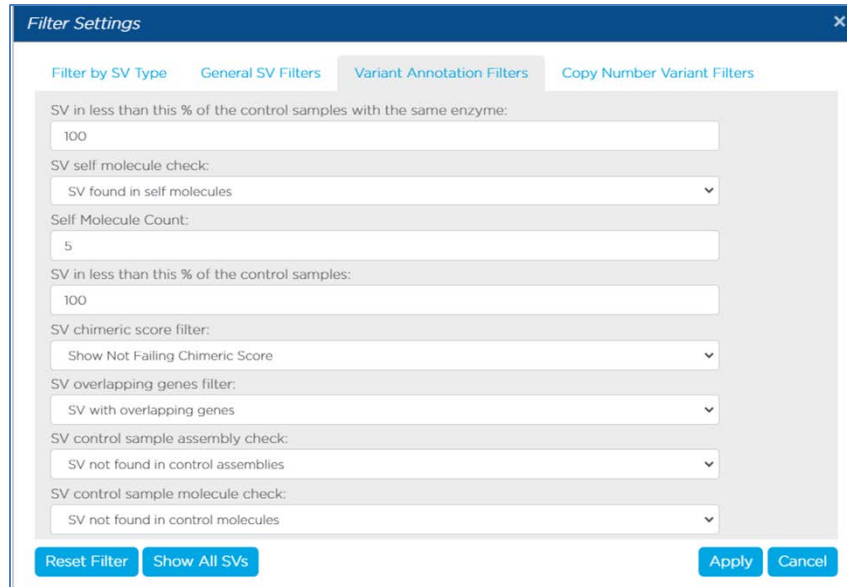 Filter Settings ×
Filter by SV Type General SV Filters Variant Annotation Filters Copy Number Variant Filters
SV in less than this % of the control samples with the same enzyme:
100
SV self molecule check:
SV found in self molecules
Self Molecule Count:
5
SV in less than this % of the control samples:
100
SV chimeric score filter:
Show Not Failing Chimeric Score
SV overlapping genes filter:
SV with overlapping genes
SV control sample assembly check:
SV not found in control assemblies
SV control sample molecule check:
SV not found in control molecules
Reset Filter Show All SVs Apply Cancel